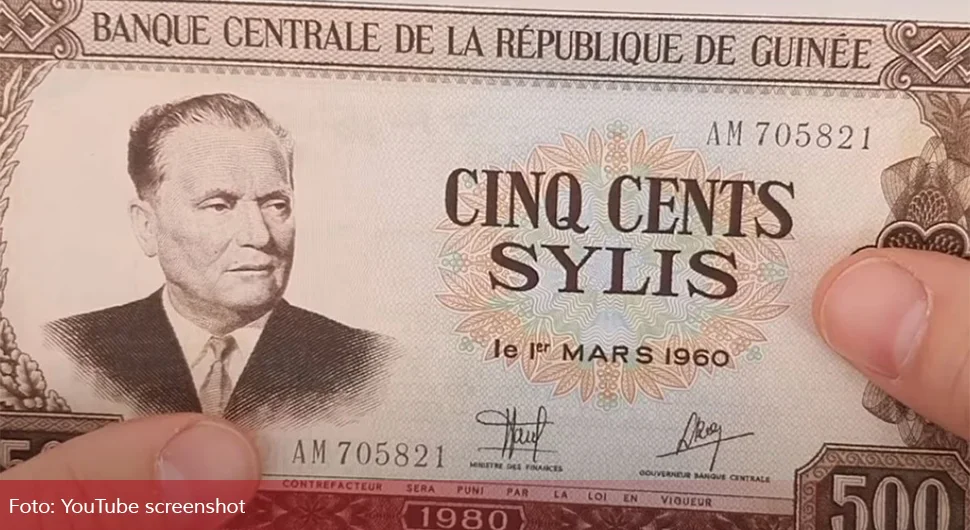 BANQUE CENTRALE DE LA RÉPUBLIQUE DE GUINÉE
AM 705821
CINQ CENTS
SYLIS
le 1er MARS 1960
MINISTRE DES FINANCES
GOUVERNEUR BANQUE CENTRALE
AM 705821
CONTREFACTEUR SERA PUNI PAR LA LOI EN VIGUEUR
1980
500
Foto: YouTube screenshot